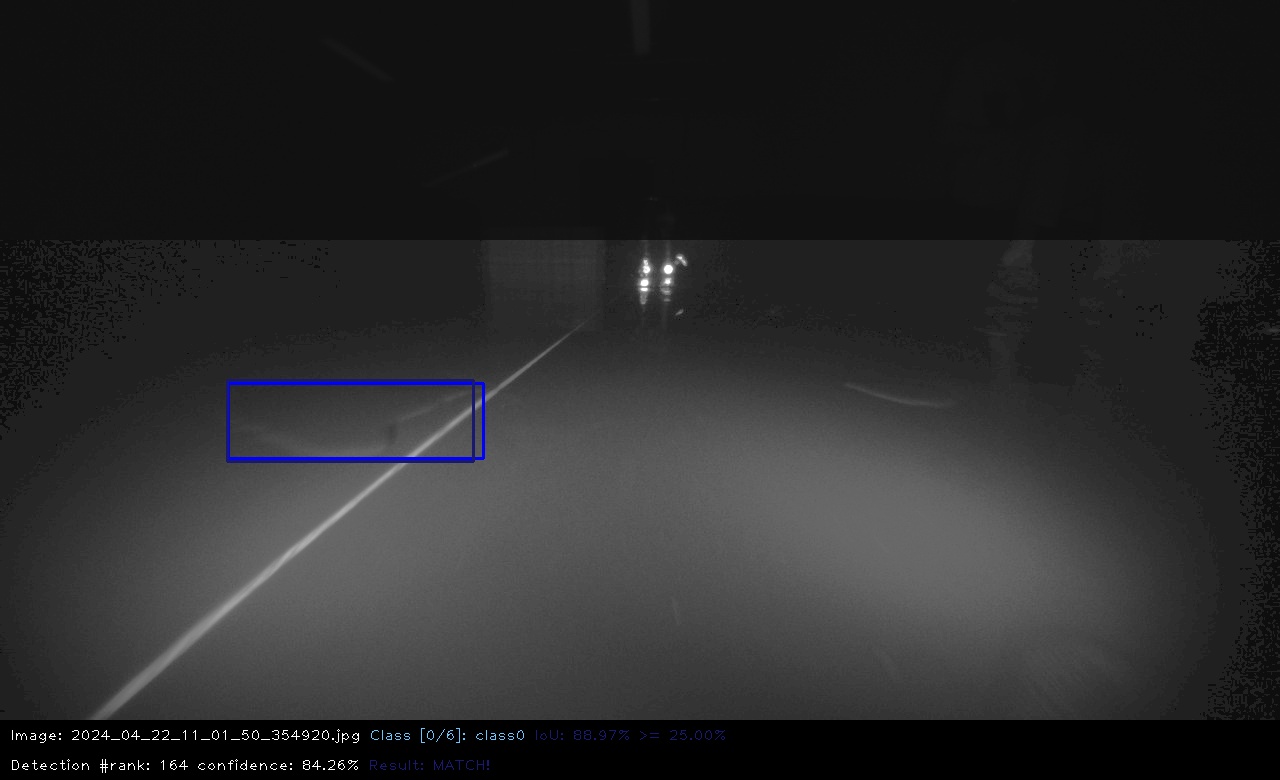 Image: 2024_04_22_11_01_50_354920.jpg Class [0/6]: class0 IoU: 88.97% >= 25.00%
Detection #rank: 164 confidence: 84.26% Result: MATCH!